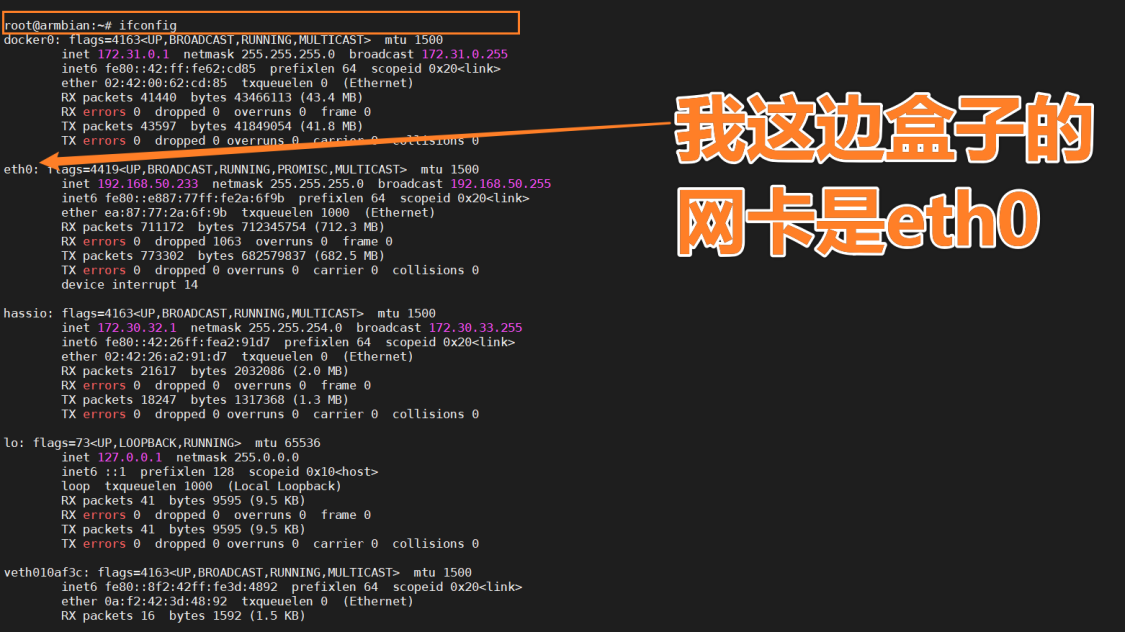 root@armbian:~# ifconfig
docker0: flags=4163<UP,BROADCAST,RUNNING,MULTICAST>  mtu 1500
inet 172.31.0.1  netmask 255.255.255.0  broadcast 172.31.0.255
inet6 fe80::42:ff:fe62:cd85  prefixlen 64  scopeid 0x20<link>
ether 02:42:00:62:cd:85  txqueuelen 0  (Ethernet)
RX packets 41440  bytes 43466113 (43.4 MB)
RX errors 0  dropped 0  overruns 0  frame 0
TX packets 43597  bytes 41849054 (41.8 MB)
TX errors 0  dropped 0 overruns 0  carrier 0  collisions 0
eth0: flags=4419<UP,BROADCAST,RUNNING,PROMISC,MULTICAST>  mtu 1500
inet 192.168.50.233  netmask 255.255.255.0  broadcast 192.168.50.255
inet6 fe80::e887:77ff:fe2a:6f9b  prefixlen 64  scopeid 0x20<link>
ether ea:87:77:2a:6f:9b  txqueuelen 1000  (Ethernet)
RX packets 711172  bytes 712345754 (712.3 MB)
RX errors 0  dropped 1063  overruns 0  frame 0
TX packets 773302  bytes 682579837 (682.5 MB)
TX errors 0  dropped 0 overruns 0  carrier 0  collisions 0
device interrupt 14
hassio: flags=4163<UP,BROADCAST,RUNNING,MULTICAST>  mtu 1500
inet 172.30.32.1  netmask 255.255.254.0  broadcast 172.30.33.255
inet6 fe80::42:26ff:fea2:91d7  prefixlen 64  scopeid 0x20<link>
ether 02:42:26:a2:91:d7  txqueuelen 0  (Ethernet)
RX packets 21617  bytes 2032086 (2.0 MB)
RX errors 0  dropped 0  overruns 0  frame 0
TX packets 18247  bytes 1317368 (1.3 MB)
TX errors 0  dropped 0 overruns 0  carrier 0  collisions 0
lo: flags=73<UP,LOOPBACK,RUNNING>  mtu 65536
inet 127.0.0.1  netmask 255.0.0.0
inet6 ::1  prefixlen 128  scopeid 0x10<host>
loop  txqueuelen 1000  (Local Loopback)
RX packets 41  bytes 9595 (9.5 KB)
RX errors 0  dropped 0  overruns 0  frame 0
TX packets 41  bytes 9595 (9.5 KB)
TX errors 0  dropped 0 overruns 0  carrier 0  collisions 0
veth010af3c: flags=4163<UP,BROADCAST,RUNNING,MULTICAST>  mtu 1500
inet6 fe80::8f2:42ff:fe3d:4892  prefixlen 64  scopeid 0x20<link>
ether 0a:f2:42:3d:48:92  txqueuelen 0  (Ethernet)
RX packets 16  bytes 1592 (1.5 KB)
我这边盒子的
网卡是eth0